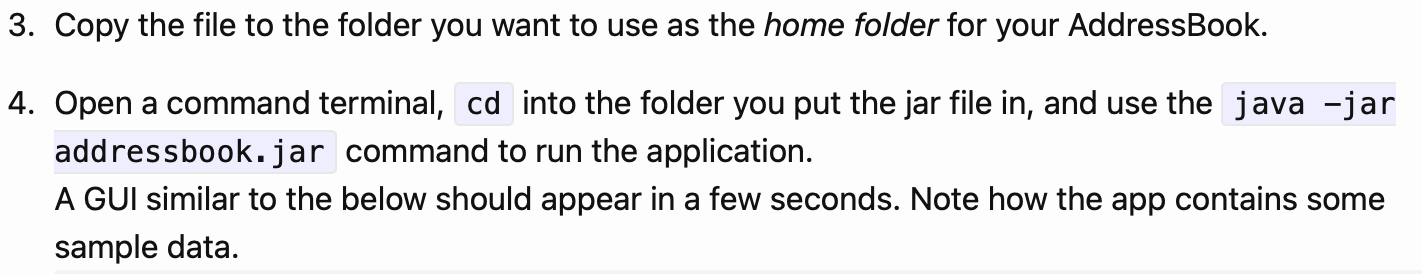 3. Copy the file to the folder you want to use as the home folder for your AddressBook.
4. Open a command terminal, cd into the folder you put the jar file in, and use the java -jar
addressbook.jar command to run the application.
A GUI similar to the below should appear in a few seconds. Note how the app contains some
sample data.